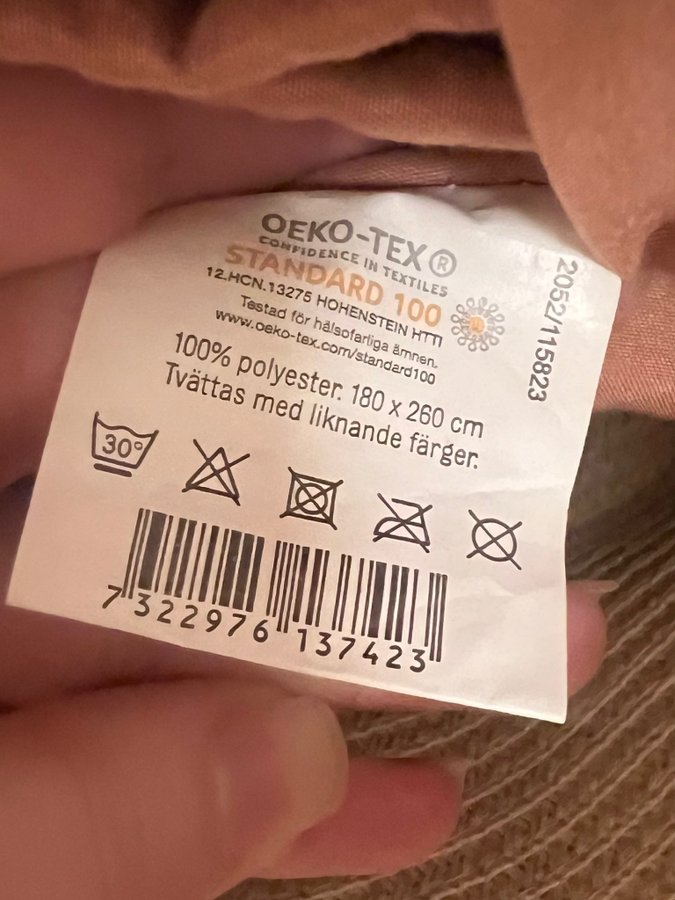 OEKO-TEX®
CONFIDENCE IN TEXTILES
STANDARD 100
12.HCN.13275 HOHENSTEIN HTTI
Testad för hälsofarliga ämnen.
www.oeko-tex.com/standard100
100% polyester. 180 x 260 cm
Tvättas med liknande färger.
30°
7 322976 137423
2052/115823